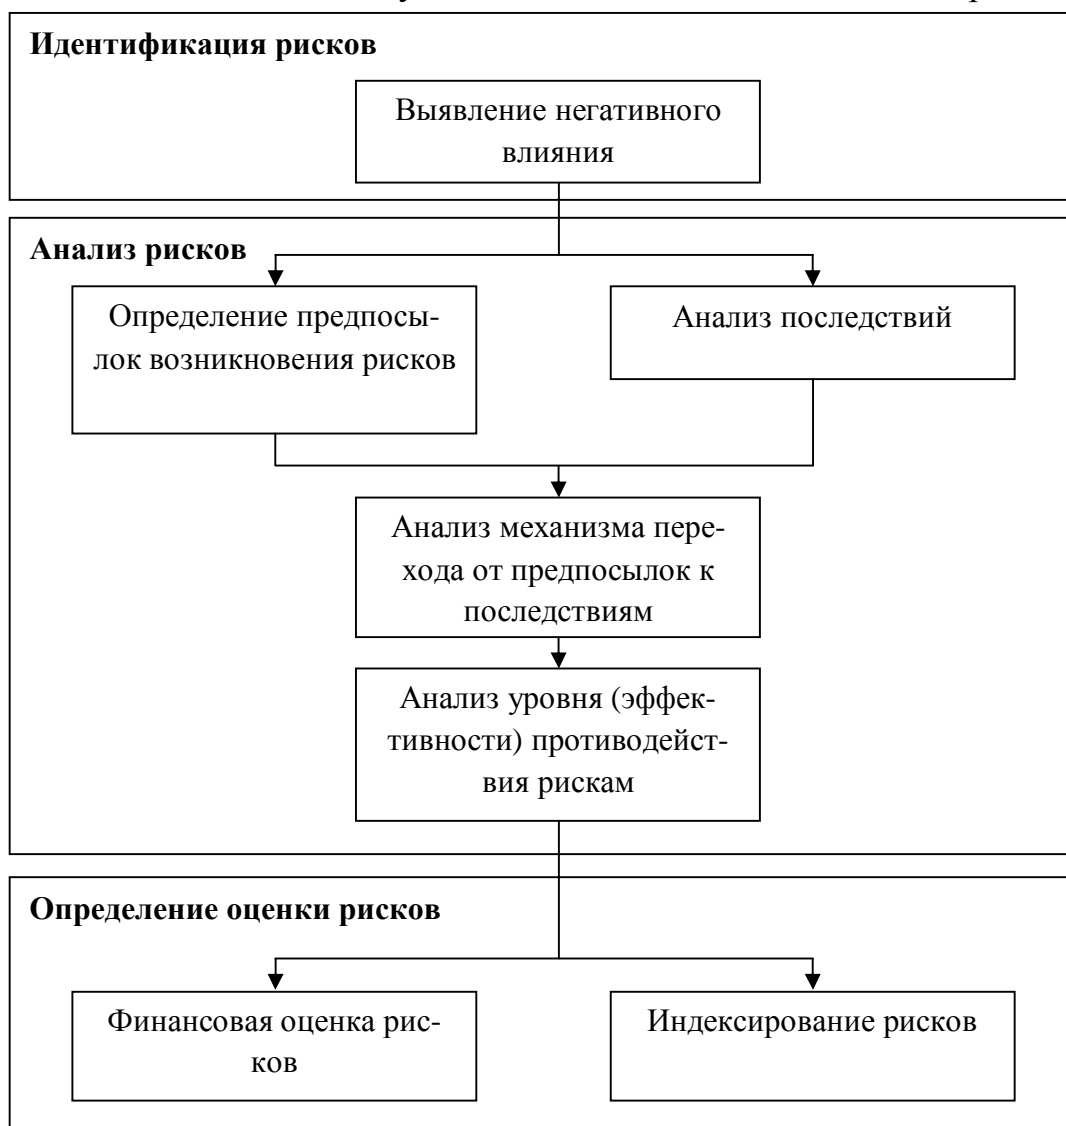 Идентификация рисков
Выявление негативного
влияния
Анализ рисков
Определение предпосы-
лок возникновения рисков
Анализ последствий
Анализ механизма пере-
хода от предпосылок к
последствиям
Анализ уровня (эффек-
тивности) противодейст-
вия рискам
Определение оценки рисков
Финансовая оценка рис-
ков
Индексирование рисков